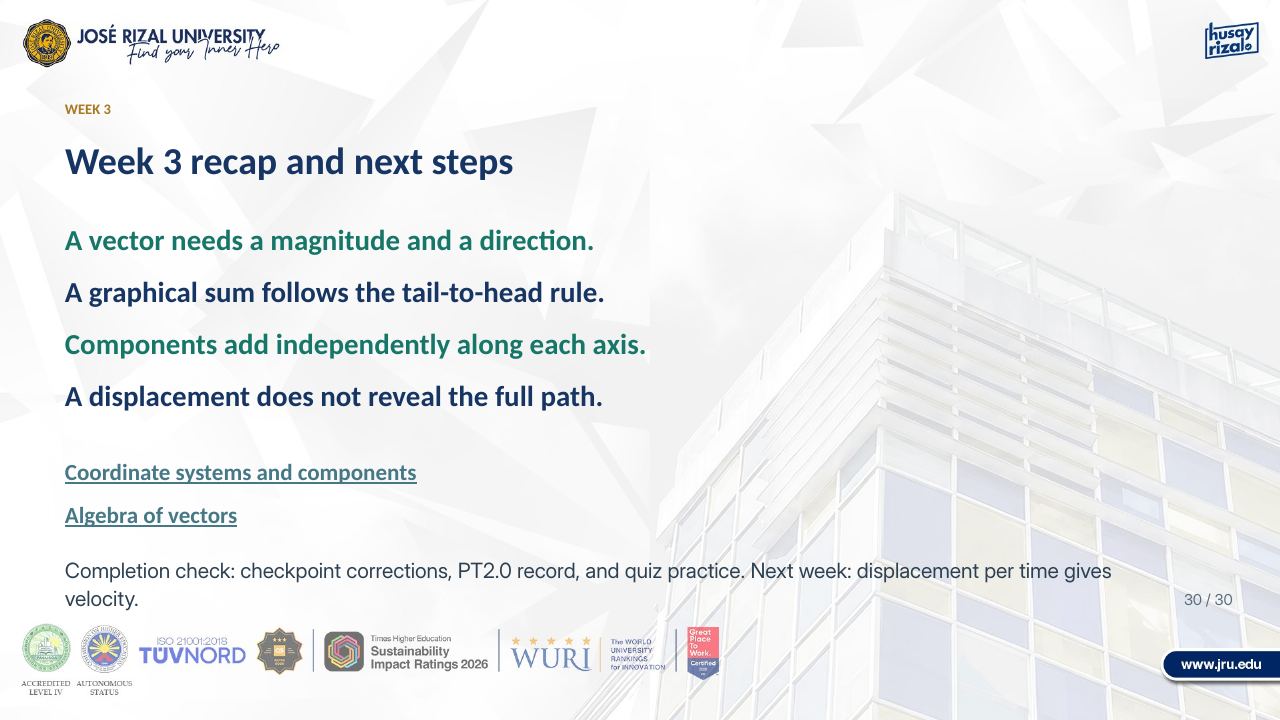 JOSÉ RIZAL UNIVERSITY
Find your Inner Hero
husay
rizal
WEEK 3
Week 3 recap and next steps
A vector needs a magnitude and a direction.
A graphical sum follows the tail-to-head rule.
Components add independently along each axis.
A displacement does not reveal the full path.
Coordinate systems and components
Algebra of vectors
Completion check: checkpoint corrections, PT2.0 record, and quiz practice. Next week: displacement per time gives
velocity.
30 / 30
ISO 21001:2018
TÜVNORD
Times Higher Education
Sustainability
Impact Ratings 2026
WURI
The WORLD
UNIVERSITY
RANKINGS
for INNOVATION
Great
Place
To
Work.
Certified
ACCREDITED
LEVEL IV
AUTONOMOUS
STATUS
www.jru.edu